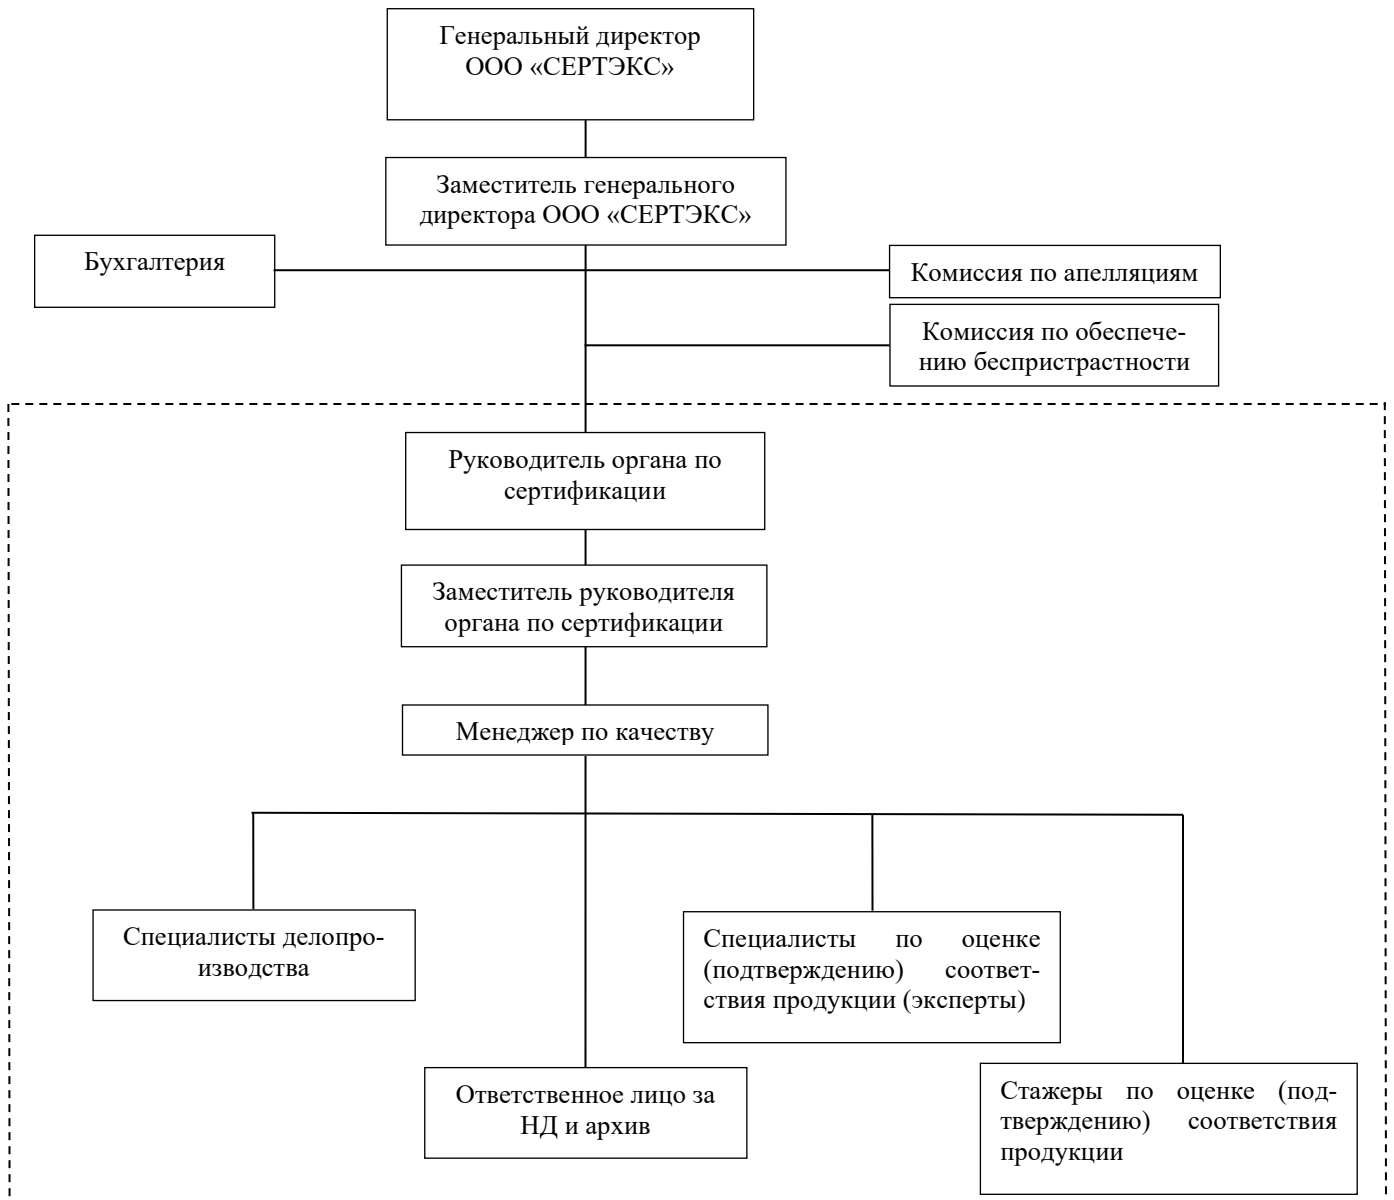 Генеральный директор
ООО «СЕРТЭКС»
Заместитель генерального
директора ООО «СЕРТЭКС»
Бухгалтерия
Комиссия по апелляциям
Комиссия по обеспече-
нию беспристрастности
Руководитель органа по
сертификации
Заместитель руководителя
органа по сертификации
Менеджер по качеству
Специалисты делопро-
изводства
Специалисты по оценке
(подтверждению) соответ-
ствия продукции (эксперты)
Ответственное лицо за
НД и архив
Стажеры по оценке (под-
тверждению) соответствия
продукции